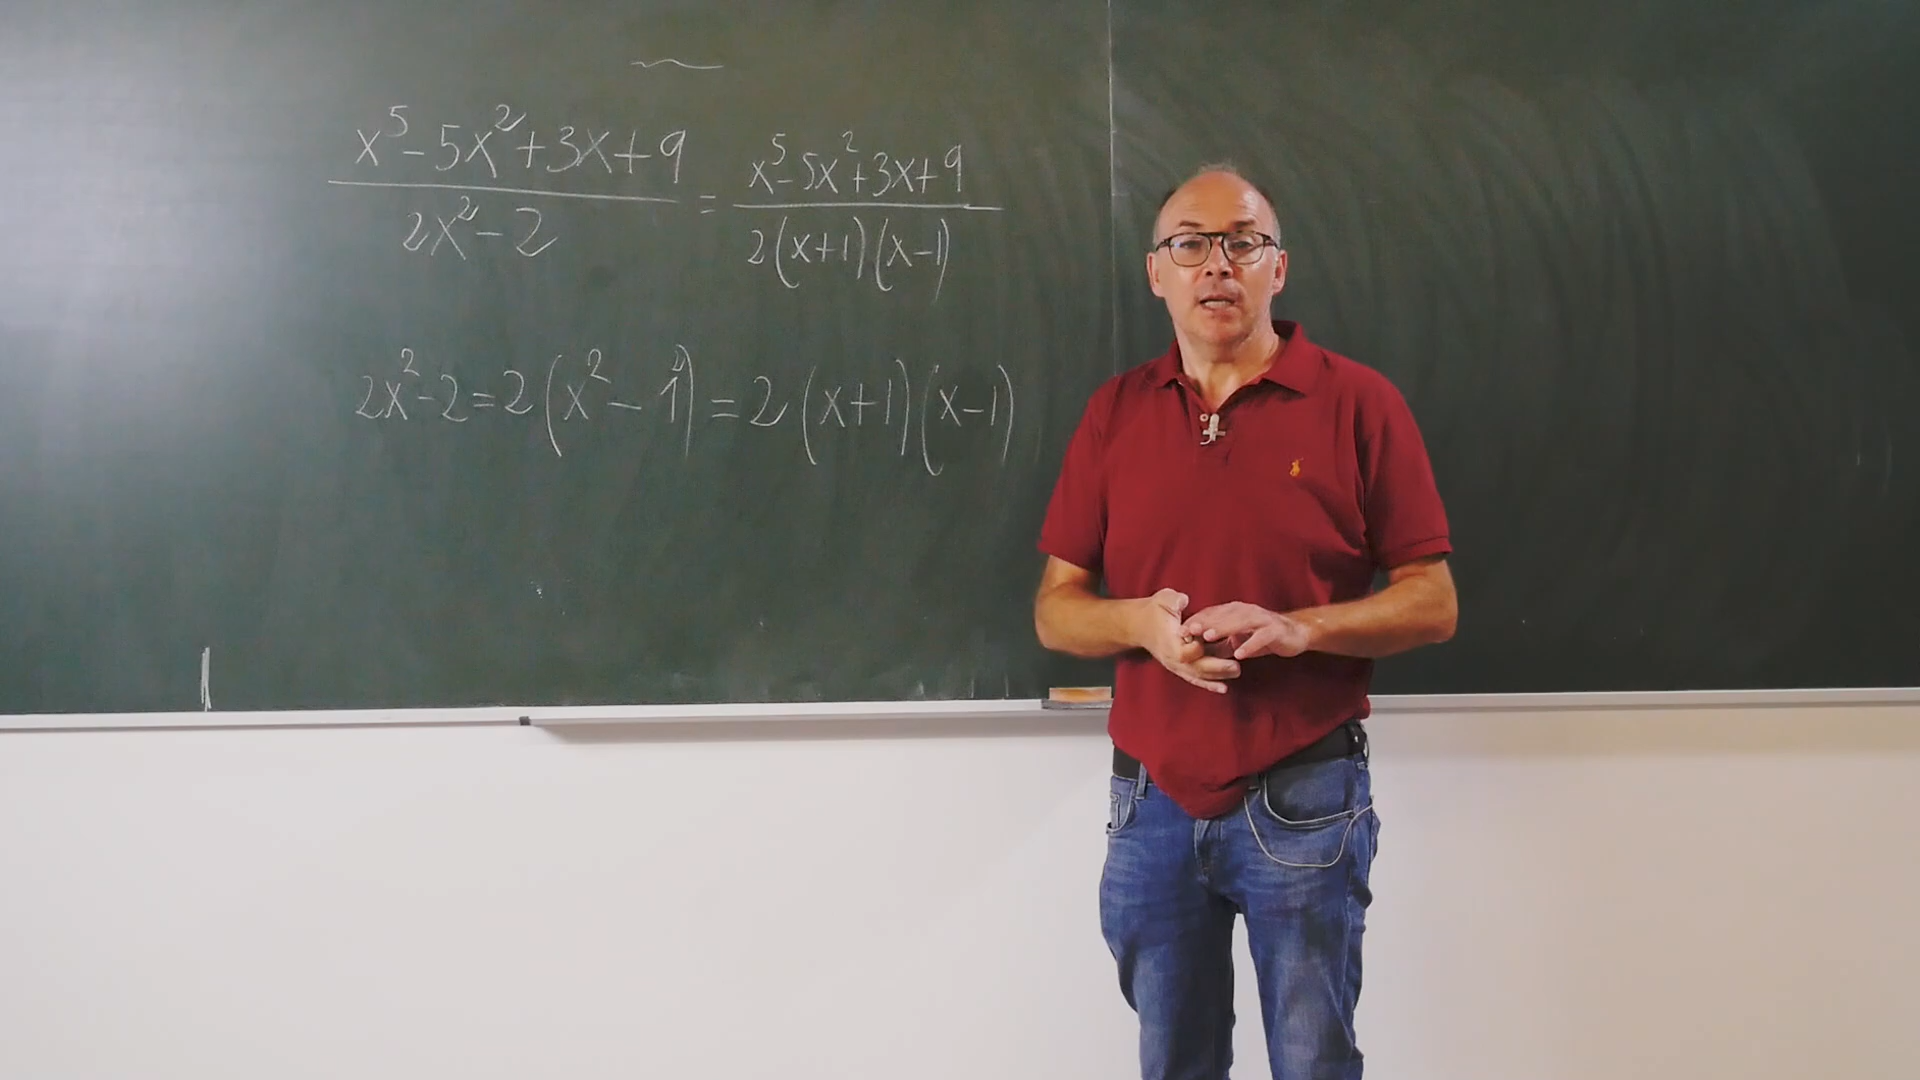 x⁵-5x²+3x+9 / 2x²-2 = x⁵-5x²+3x+9 / 2(x+1)(x-1)
2x²-2=2(x²-1²)=2(x+1)(x-1)